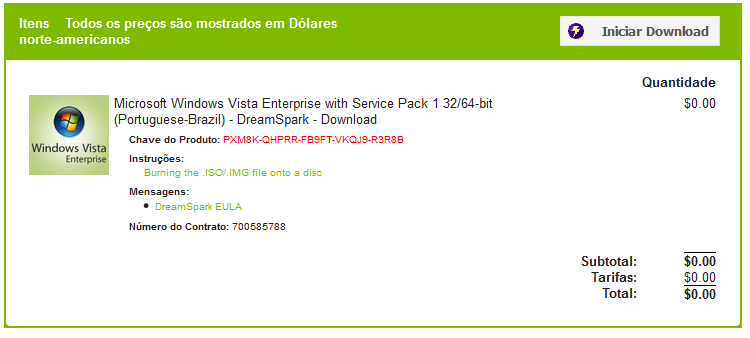 Itens Todos os preços são mostrados em Dólares
norte-americanos
Iniciar Download
Quantidade
Microsoft Windows Vista Enterprise with Service Pack 1 32/64-bit
(Portuguese-Brazil) - DreamSpark - Download
$0.00
Windows Vista
Enterprise
Chave do Produto: PXM8K-QHPRR-FB9FT-VKQJ9-R3R8B
Instruções:
Burning the .ISO/.IMG file onto a disc
Mensagens:
DreamSpark EULA
Número do Contrato: 700585788
Subtotal: $0.00
Tarifas: $0.00
Total: $0.00